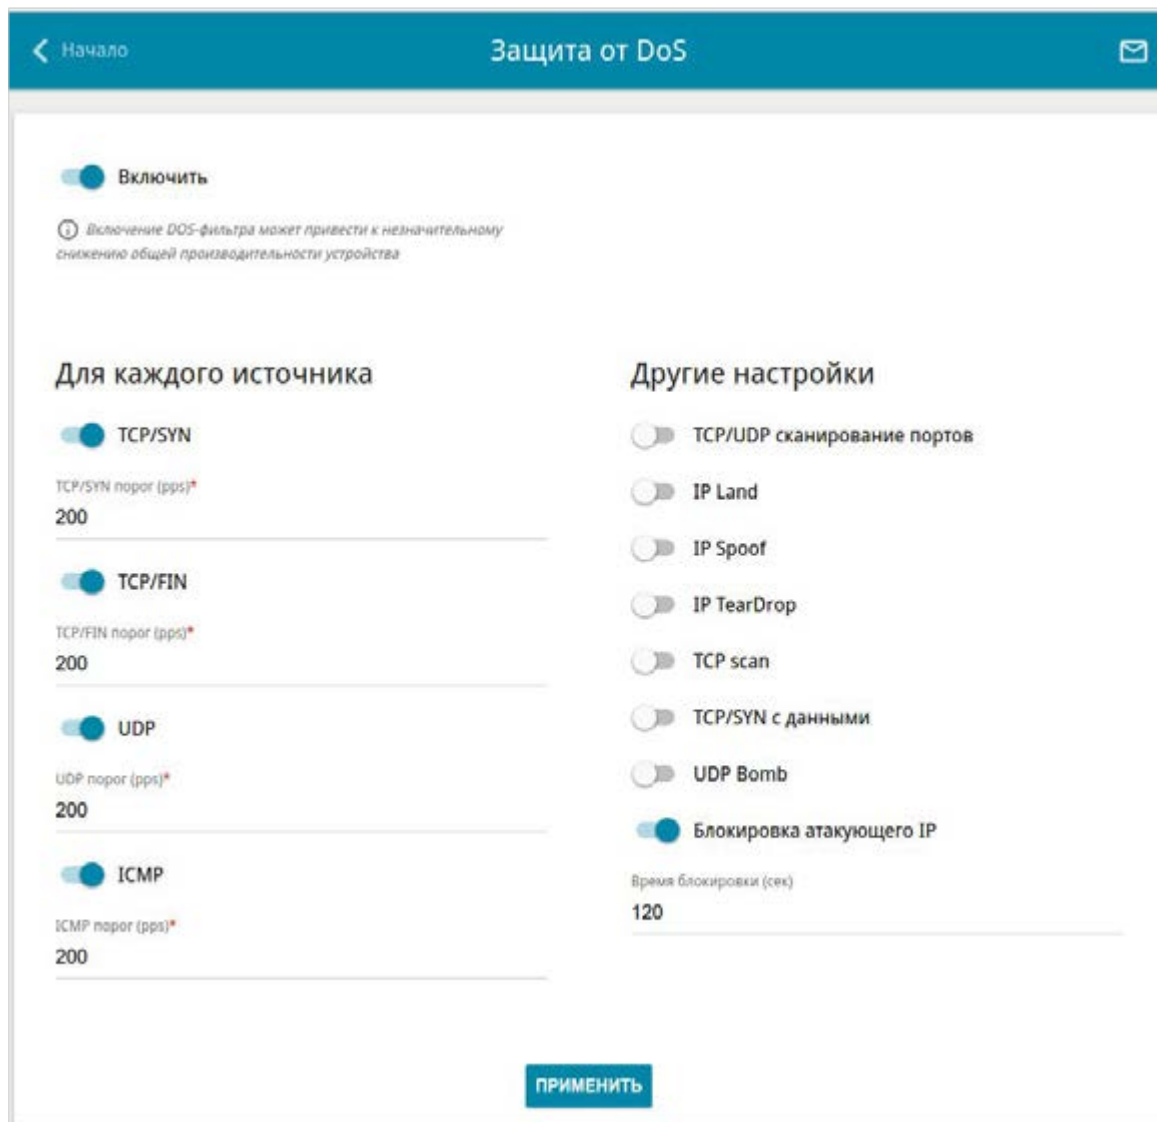 Начало
Защита от DoS
Включить
Включение DOS-фильтра может привести к незначительному
снижению общей производительности устройства
Для каждого источника
TCP/SYN
TCP/SYN порог (pps)*
200
TCP/FIN
TCP/FIN порог (pps)*
200
UDP
UDP порог (pps)*
200
ICMP
ICMP порог (pps)*
200
Другие настройки
TCP/UDP сканирование портов
IP Land
IP Spoof
IP TearDrop
TCP scan
TCP/SYN с данными
UDP Bomb
Блокировка атакующего IP
Время блокировки (сек)
120
ПРИМЕНИТЬ